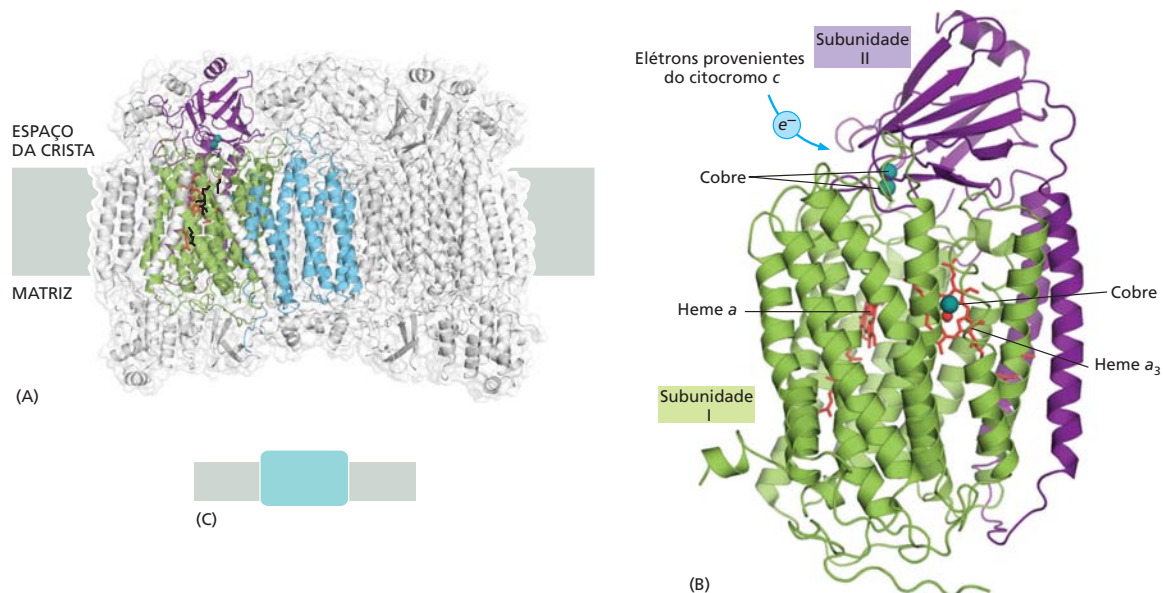 ESPAÇO
DA CRISTA
MATRIZ
(A)
(C)
Subunidade
II
Elétrons provenientes
do citocromo c
e–
Cobre
Heme a
Cobre
Heme a3
Subunidade
I
(B)